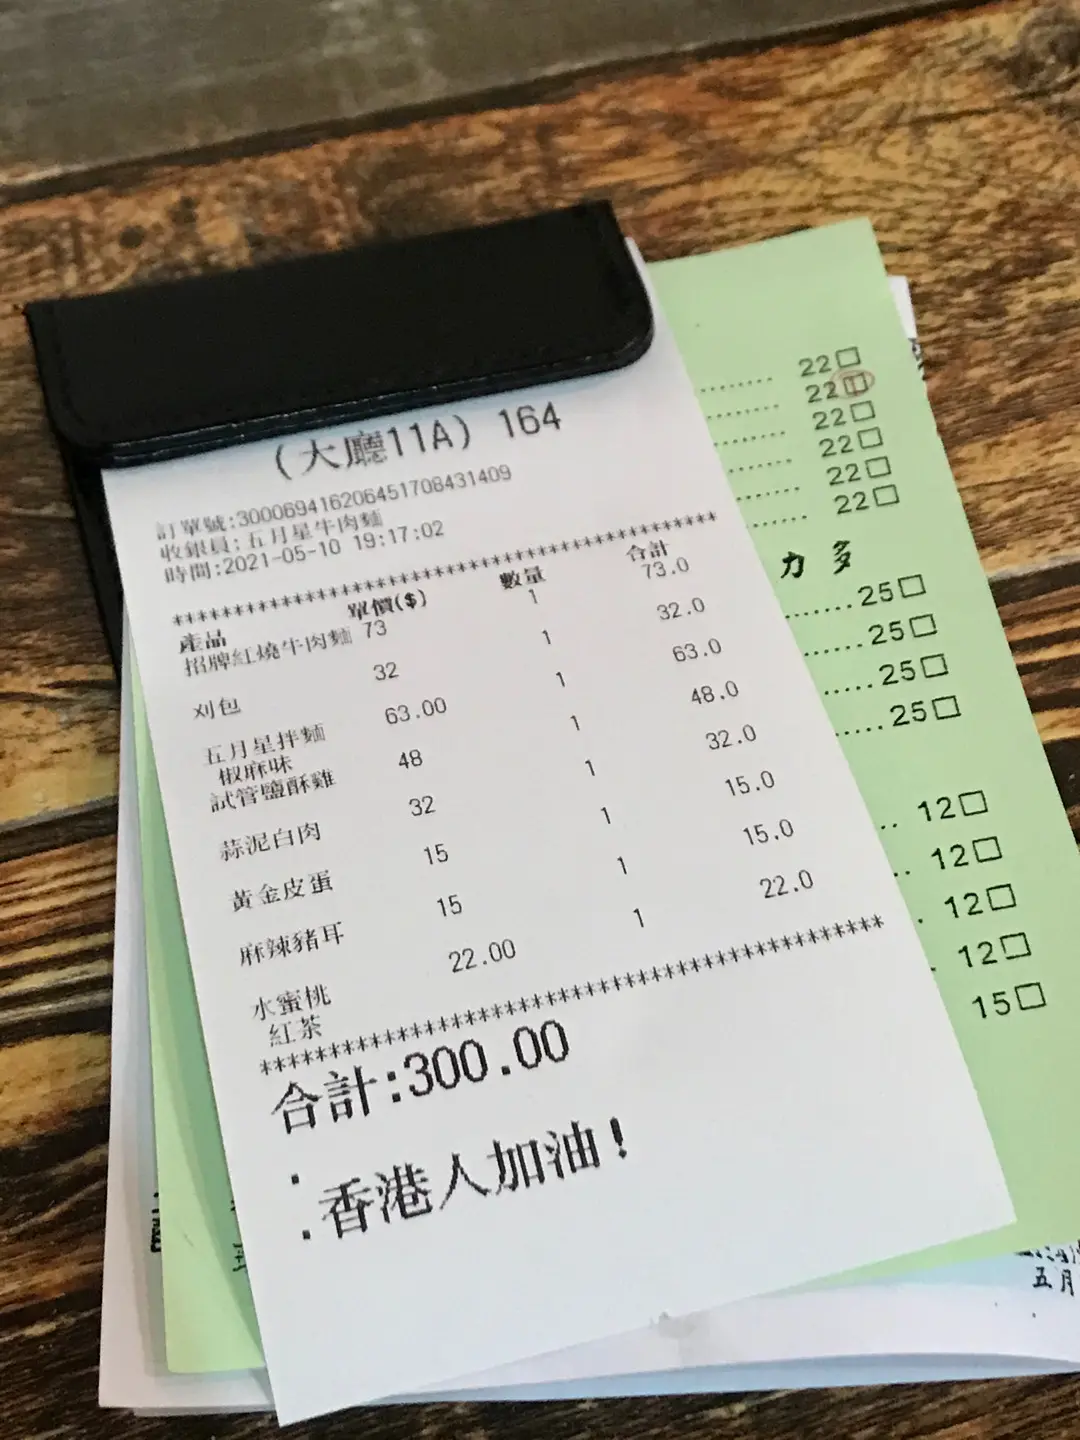 (大廳11A) 164
訂單號:300069416206451708431409
收銀員:五月星牛肉麵
時間:2021-05-10 19:17:02
****************************************
產品 單價($) 數量 合計
招牌紅燒牛肉麵 73 1 73.0
刈包 32 1 32.0
五月星拌麵 63.00 1 63.0
椒麻味
試管鹽酥雞 48 1 48.0
蒜泥白肉 32 1 32.0
黃金皮蛋 15 1 15.0
麻辣豬耳 15 1 15.0
水蜜桃 22.00 1 22.0
紅茶
****************************************
合計:300.00
:香港人加油!
22□
22□
22□
22□
22□
22□
力多
......25□
......25□
.....25□
....25□
.. 12□
.. 12□
. 12□
. 12□
15□
五月